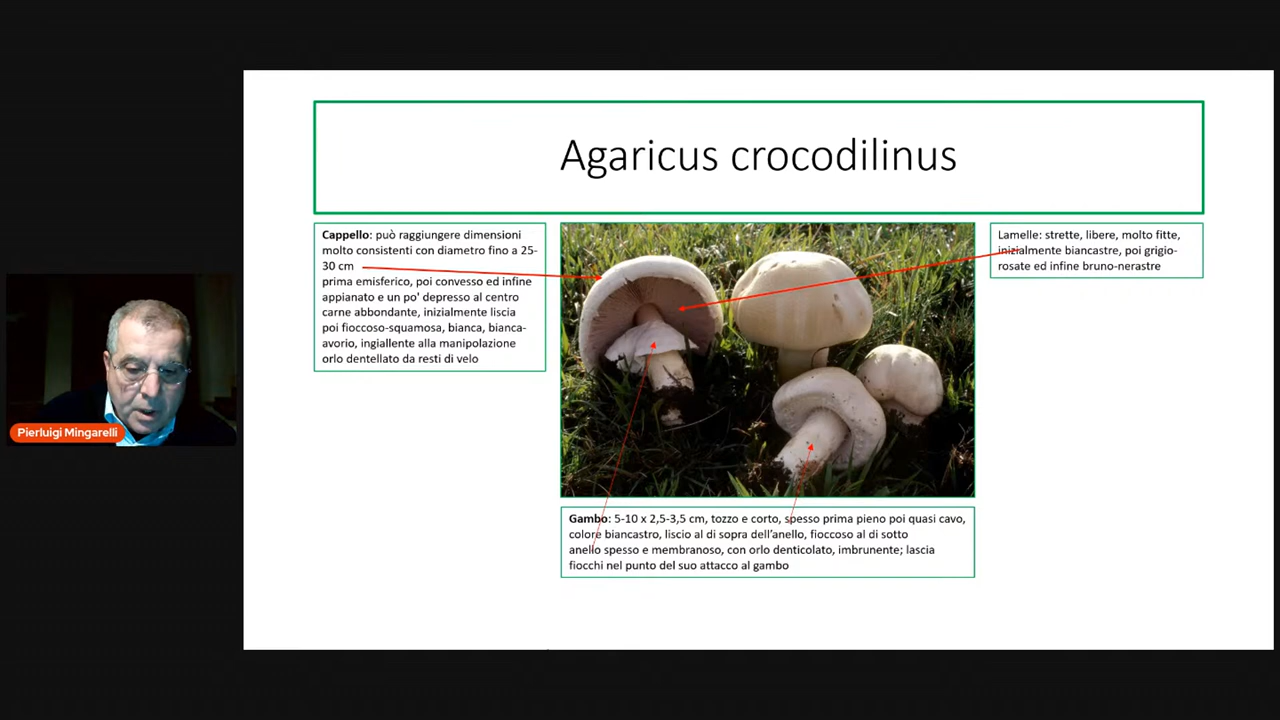 Agaricus crocodilinus
Cappello: può raggiungere dimensioni
molto consistenti con diametro fino a 25-
30 cm
prima emisferico, poi convesso ed infine
appianato e un po' depresso al centro
carne abbondante, inizialmente liscia
poi fioccoso-squamosa, bianca, bianca-
avorio, ingiallente alla manipolazione
orlo dentellato da resti di velo
Lamelle: strette, libere, molto fitte,
inizialmente biancastre, poi grigio-
rosate ed infine bruno-nerastre
Pierluigi Mingarelli
Gambo: 5-10 x 2,5-3,5 cm, tozzo e corto, spesso prima pieno poi quasi cavo,
colore biancastro, liscio al di sopra dell'anello, fioccoso al di sotto
anello spesso e membranoso, con orlo denticolato, imbrunente; lascia
fiocchi nel punto del suo attacco al gambo